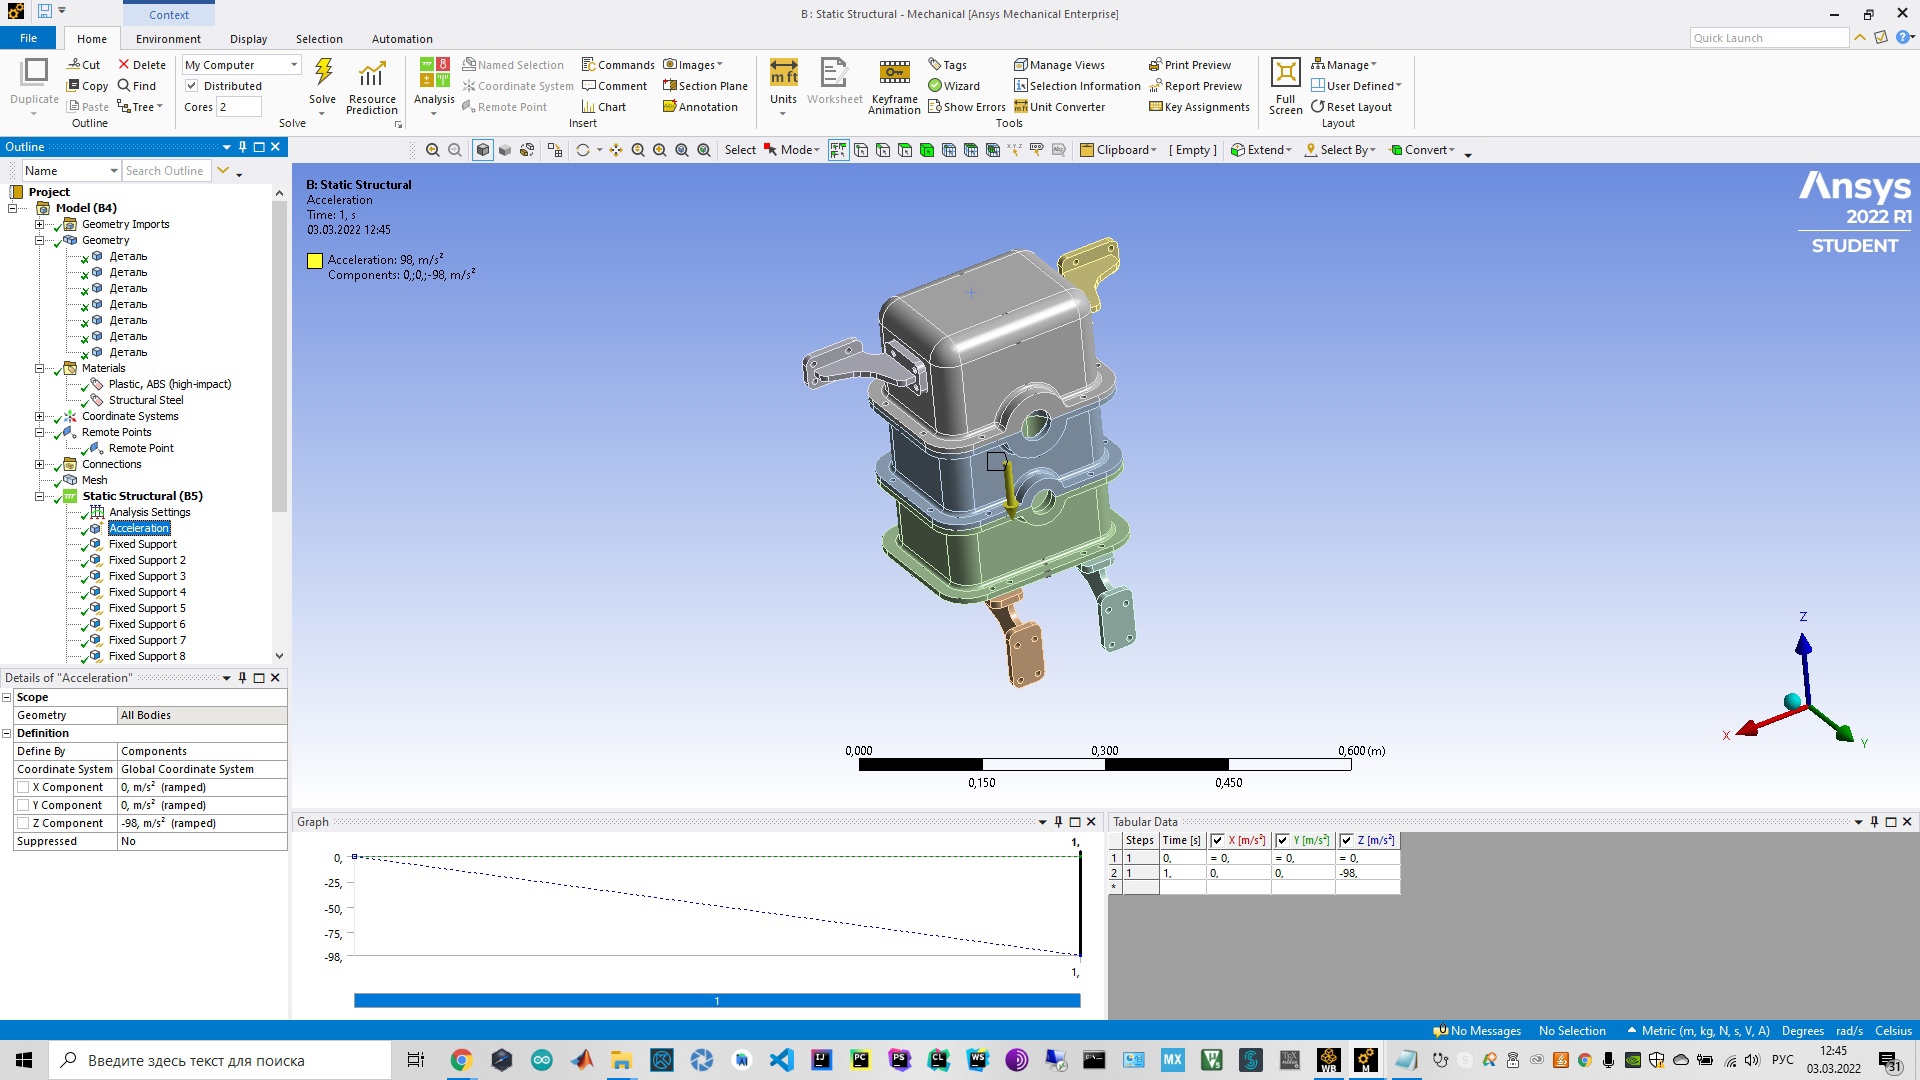 Context
B : Static Structural - Mechanical [Ansys Mechanical Enterprise]
File Home Environment Display Selection Automation
Quick Launch
Duplicate
Cut
Copy
Paste
Delete
Find
Tree
Outline
My Computer
Distributed
Cores 2
Solve
Resource Prediction
Solve
Analysis
Named Selection
Coordinate System
Remote Point
Commands
Comment
Chart
Images
Section Plane
Annotation
Insert
Units
Worksheet
Keyframe Animation
Tags
Wizard
Show Errors
Manage Views
Selection Information
Unit Converter
Print Preview
Report Preview
Key Assignments
Tools
Full Screen
Manage
User Defined
Reset Layout
Layout
Outline
Name Search Outline
Select Mode Clipboard [ Empty ] Extend Select By Convert
Project
Model (B4)
Geometry Imports
Geometry
Деталь
Деталь
Деталь
Деталь
Деталь
Деталь
Деталь
Materials
Plastic, ABS (high-impact)
Structural Steel
Coordinate Systems
Remote Points
Remote Point
Connections
Mesh
Static Structural (B5)
Analysis Settings
Acceleration
Fixed Support
Fixed Support 2
Fixed Support 3
Fixed Support 4
Fixed Support 5
Fixed Support 6
Fixed Support 7
Fixed Support 8
B: Static Structural
Acceleration
Time: 1, s
03.03.2022 12:45
Acceleration: 98, m/s²
Components: 0,;0,;-98, m/s²
Ansys
2022 R1
STUDENT
Z
X
Y
0,000 0,300 0,600 (m)
0,150 0,450
Details of "Acceleration"
Scope
Geometry All Bodies
Definition
Define By Components
Coordinate System Global Coordinate System
X Component 0, m/s² (ramped)
Y Component 0, m/s² (ramped)
Z Component -98, m/s² (ramped)
Suppressed No
Graph
1,
0,
-25,
-50,
-75,
-98,
1,
1
Tabular Data
Steps Time [s] X [m/s²] Y [m/s²] Z [m/s²]
1 1 0, = 0, = 0, = 0,
2 1 1, 0, 0, -98,
*
No Messages No Selection Metric (m, kg, N, s, V, A) Degrees rad/s Celsius
Введите здесь текст для поиска
РУС
12:45
03.03.2022
31